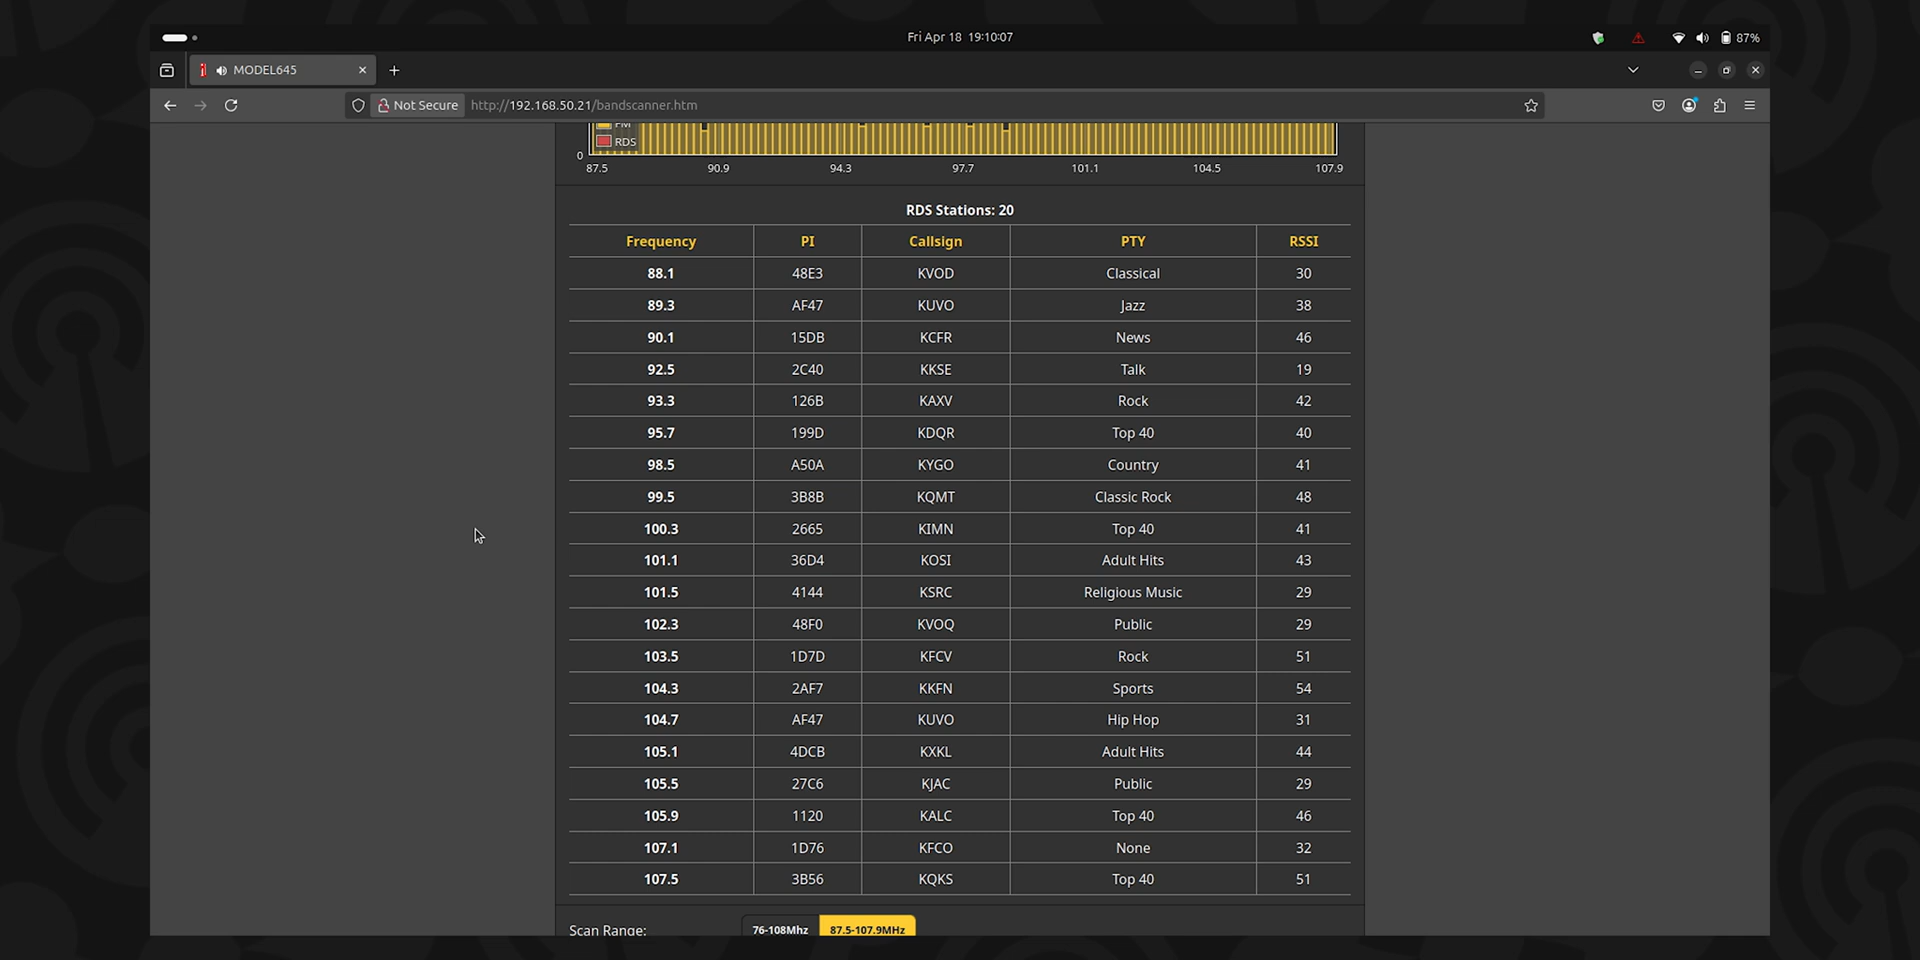 Fri Apr 18 19:10:07
87%
MODEL645
Not Secure http://192.168.50.21/bandscanner.htm
FM
RDS
0
87.5 90.9 94.3 97.7 101.1 104.5 107.9
RDS Stations: 20
Frequency PI Callsign PTY RSSI
88.1 48E3 KVOD Classical 30
89.3 AF47 KUVO Jazz 38
90.1 15DB KCFR News 46
92.5 2C40 KKSE Talk 19
93.3 126B KAXV Rock 42
95.7 199D KDQR Top 40 40
98.5 A50A KYGO Country 41
99.5 3B8B KQMT Classic Rock 48
100.3 2665 KIMN Top 40 41
101.1 36D4 KOSI Adult Hits 43
101.5 4144 KSRC Religious Music 29
102.3 48F0 KVOQ Public 29
103.5 1D7D KFCV Rock 51
104.3 2AF7 KKFN Sports 54
104.7 AF47 KUVO Hip Hop 31
105.1 4DCB KXKL Adult Hits 44
105.5 27C6 KJAC Public 29
105.9 1120 KALC Top 40 46
107.1 1D76 KFCO None 32
107.5 3B56 KQKS Top 40 51
Scan Range: 76-108Mhz 87.5-107.9MHz